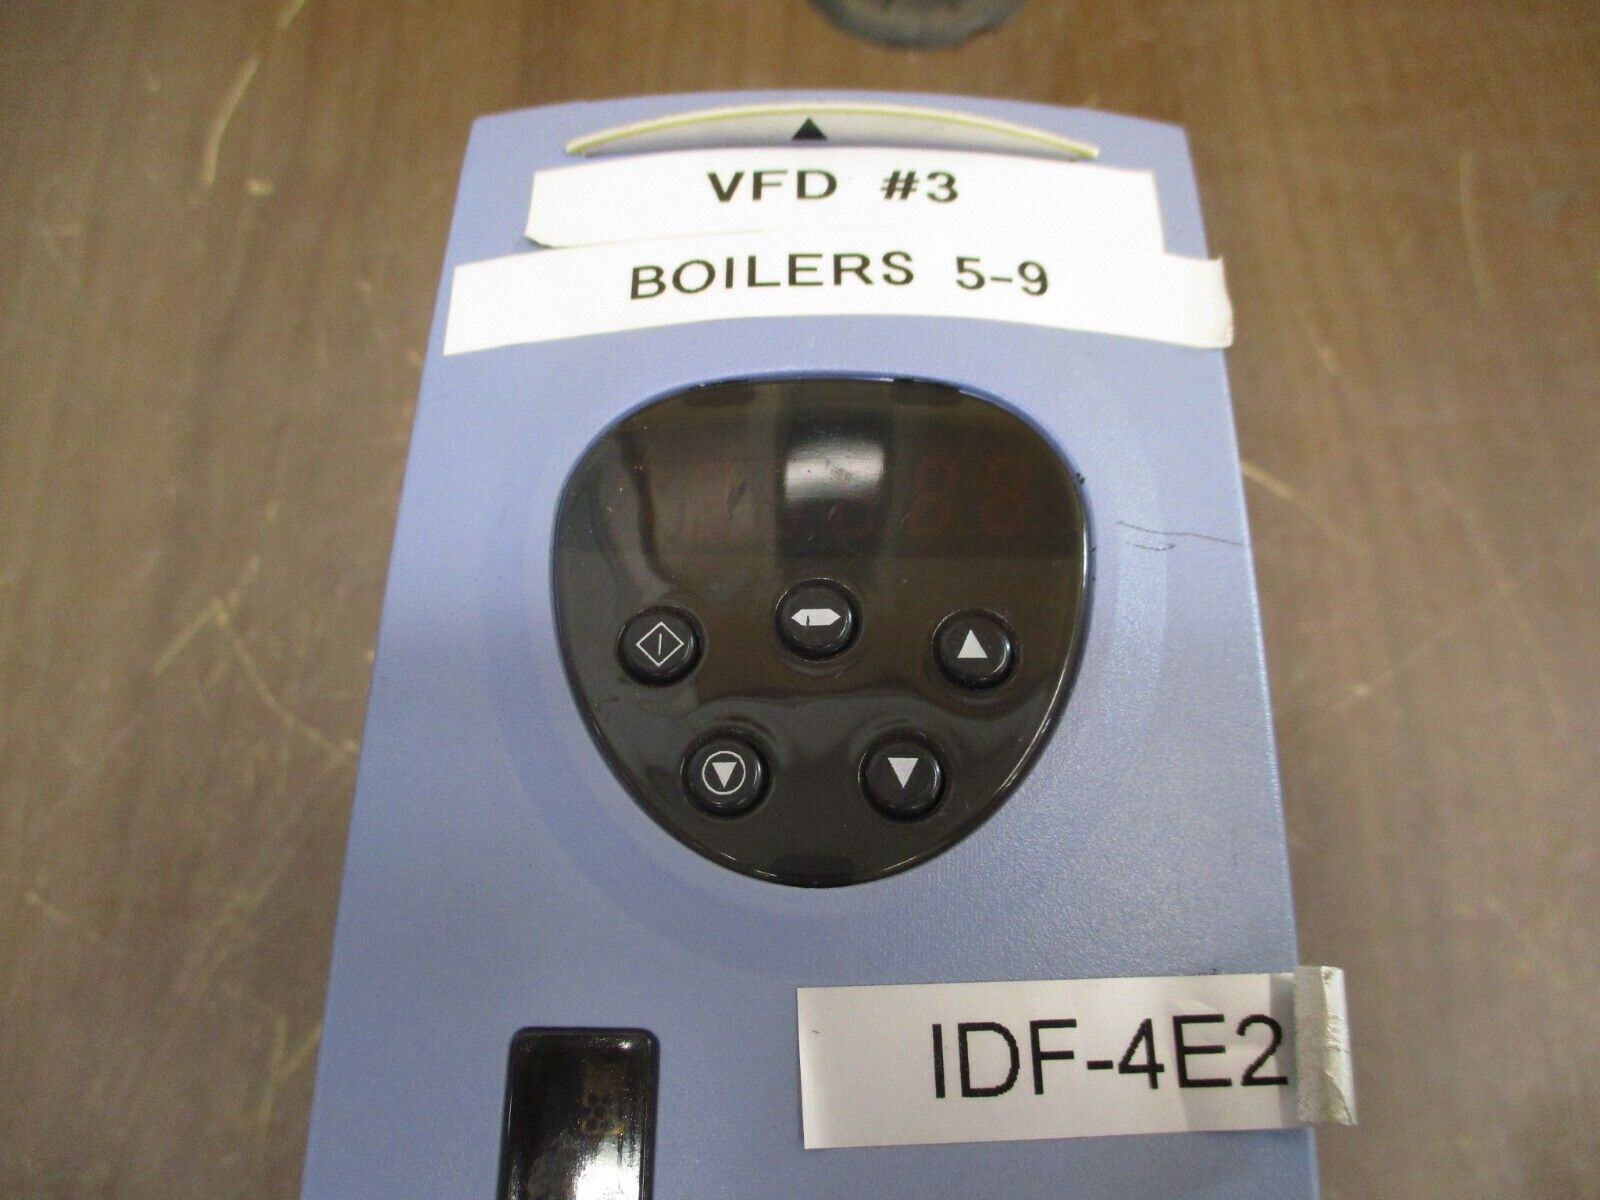 VFD #3
BOILERS 5-9
IDF-4E2